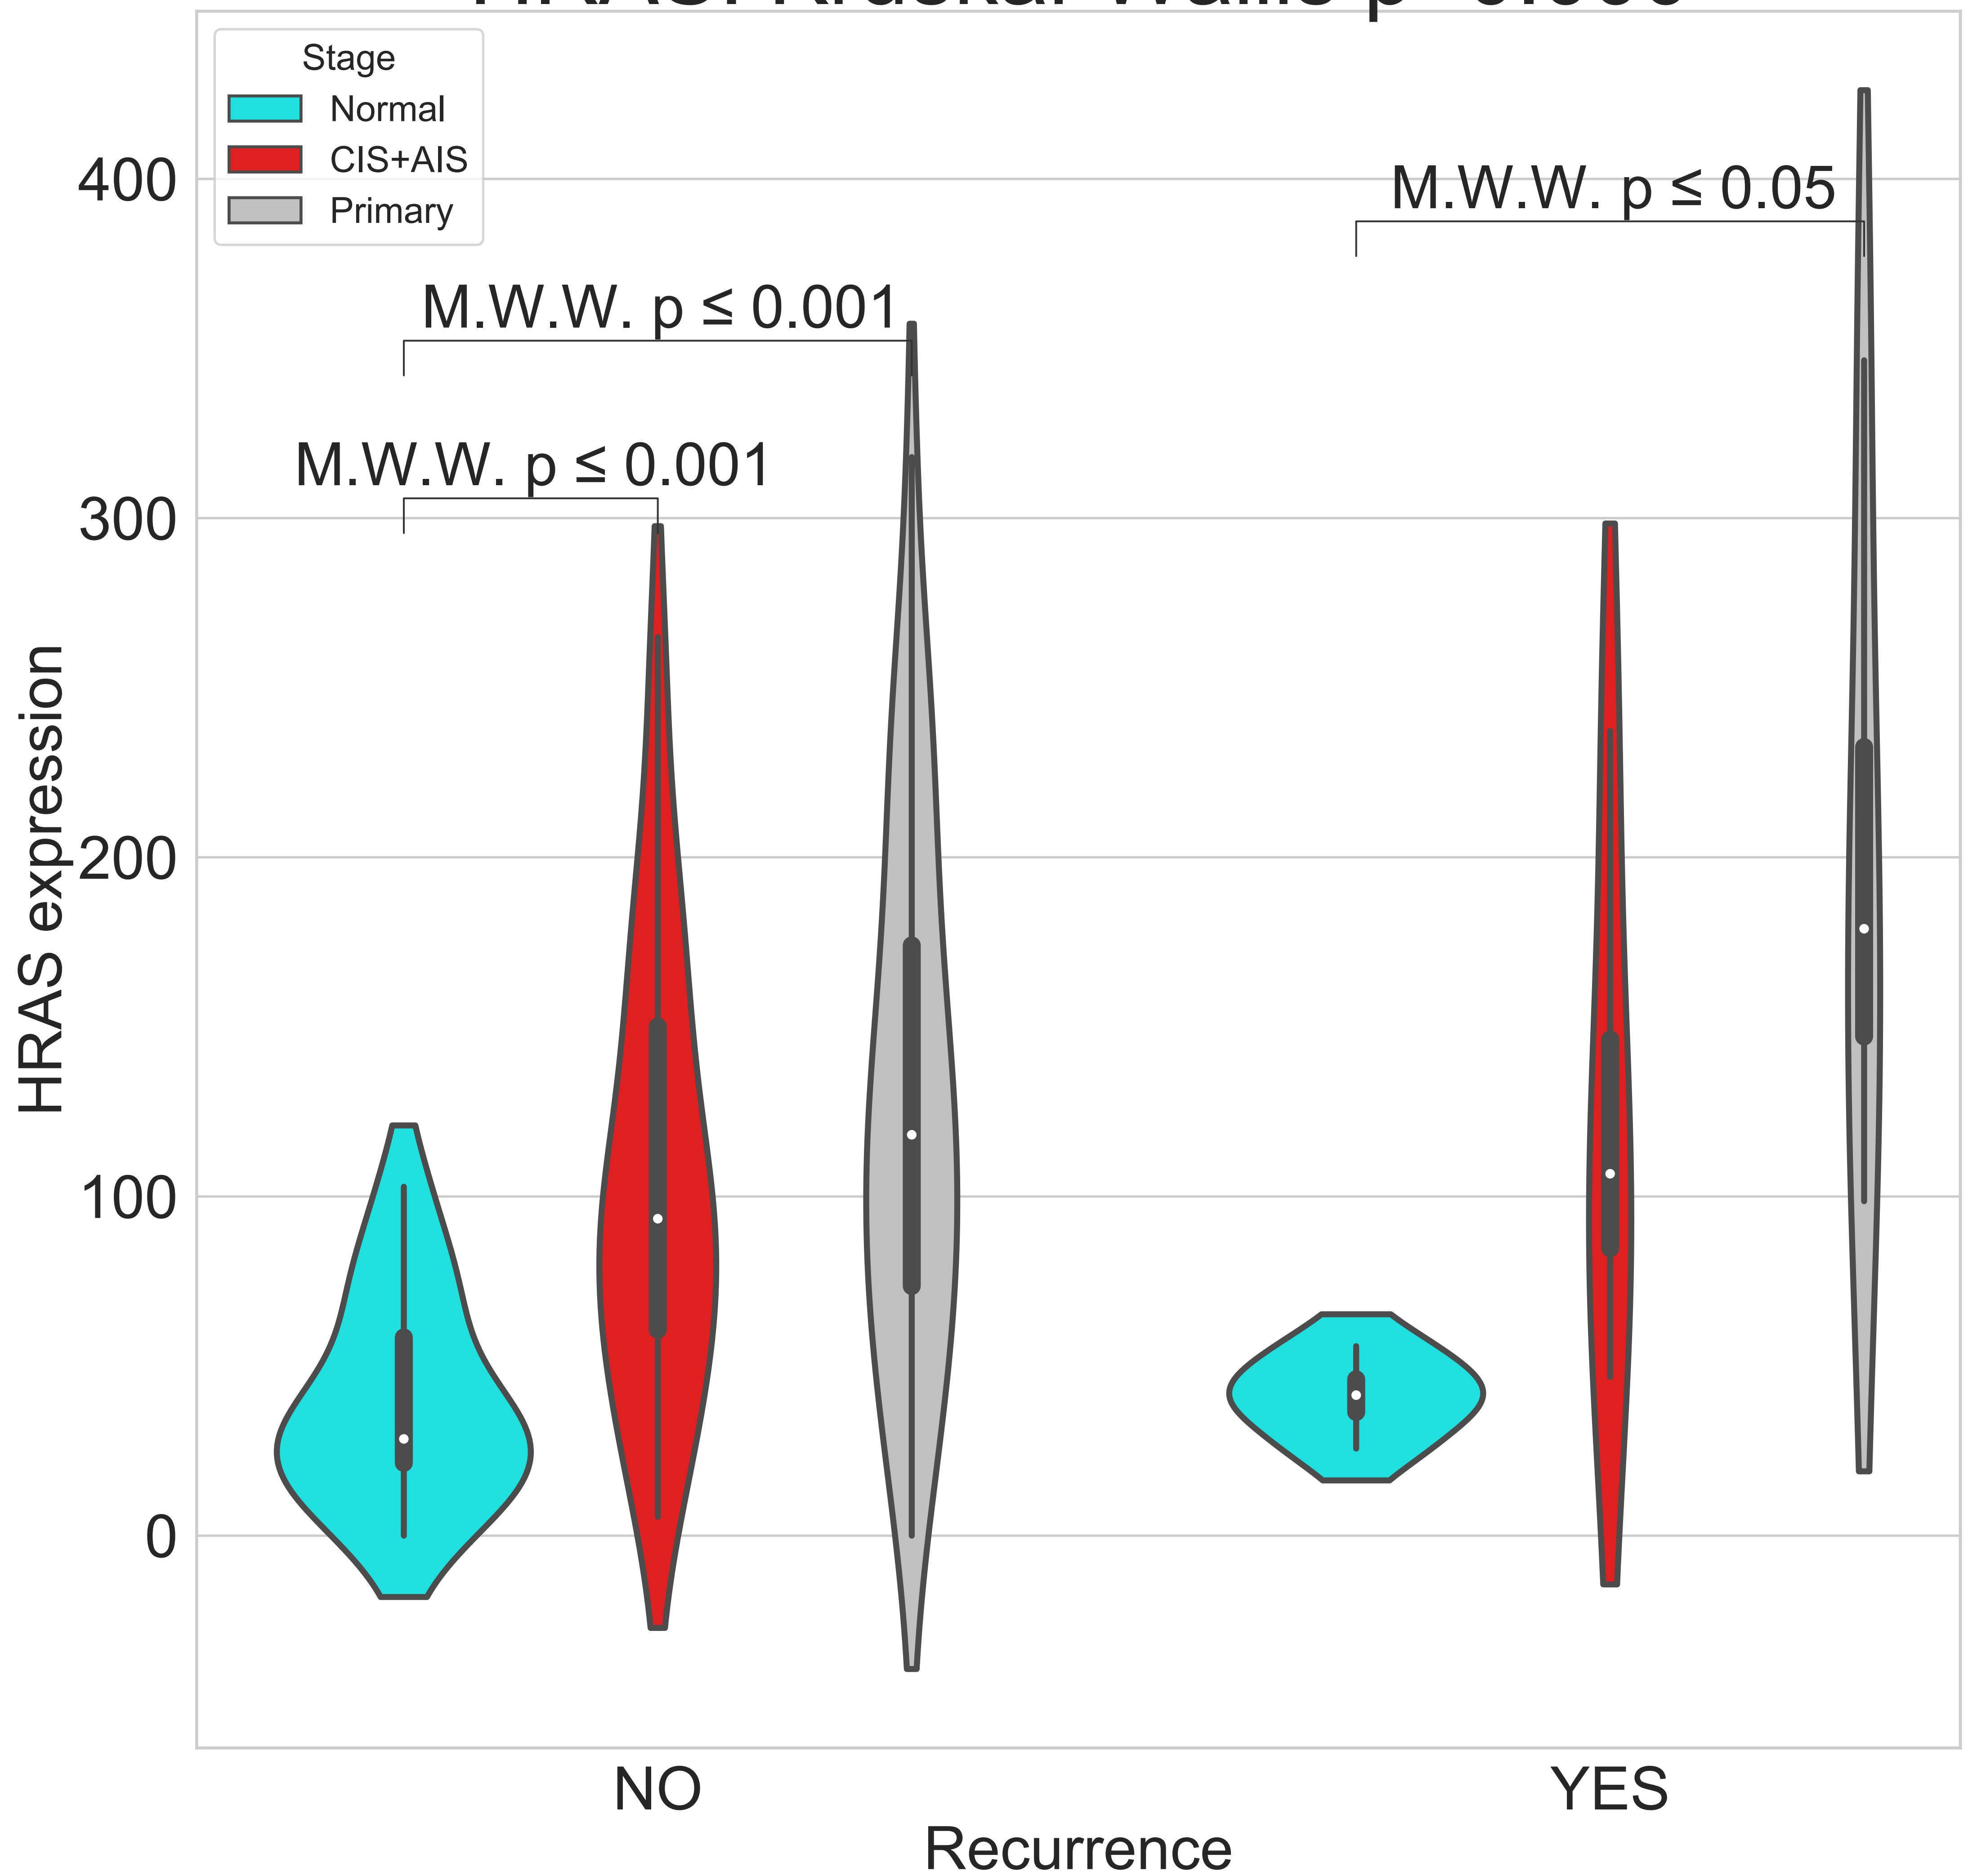 Stage
Normal
CIS+AIS
Primary
M.W.W. p ≤ 0.05
M.W.W. p ≤ 0.001
M.W.W. p ≤ 0.001
400
300
200
100
0
HRAS expression
NO
YES
Recurrence